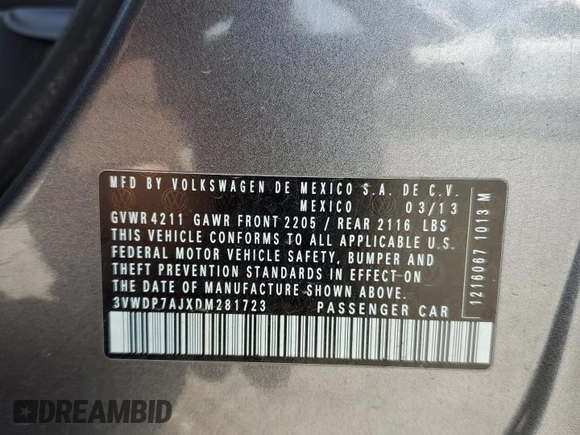 MFD BY VOLKSWAGEN DE MEXICO S.A. DE C.V.
MEXICO 03/13
GVWR 4211 GAWR FRONT 2205 / REAR 2116 LBS
THIS VEHICLE CONFORMS TO ALL APPLICABLE U.S.
FEDERAL MOTOR VEHICLE SAFETY, BUMPER AND
THEFT PREVENTION STANDARDS IN EFFECT ON
THE DATE OF MANUFACTURE SHOWN ABOVE.
3VWDP7AJXDM281723 PASSENGER CAR
1216067 1013 M
DREAMBID